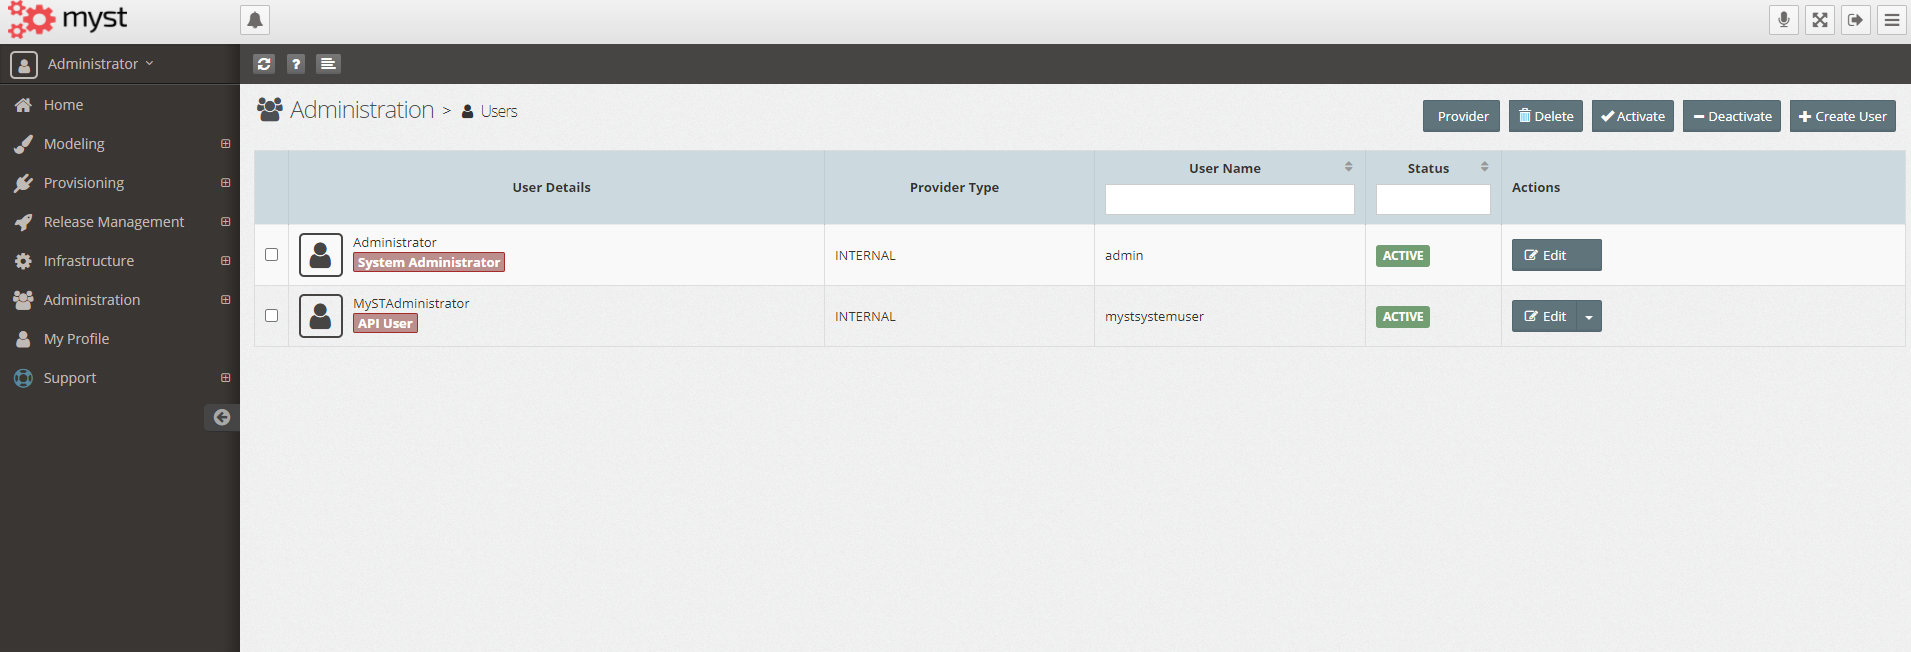 myst
Administrator
Home
Modeling
Provisioning
Release Management
Infrastructure
Administration
My Profile
Support
?
Administration > Users
Provider
Delete
Activate
Deactivate
Create User
User Details
Provider Type
User Name
Status
Actions
Administrator
System Administrator
INTERNAL
admin
ACTIVE
Edit
MySTAdministrator
API User
INTERNAL
mystsystemuser
ACTIVE
Edit